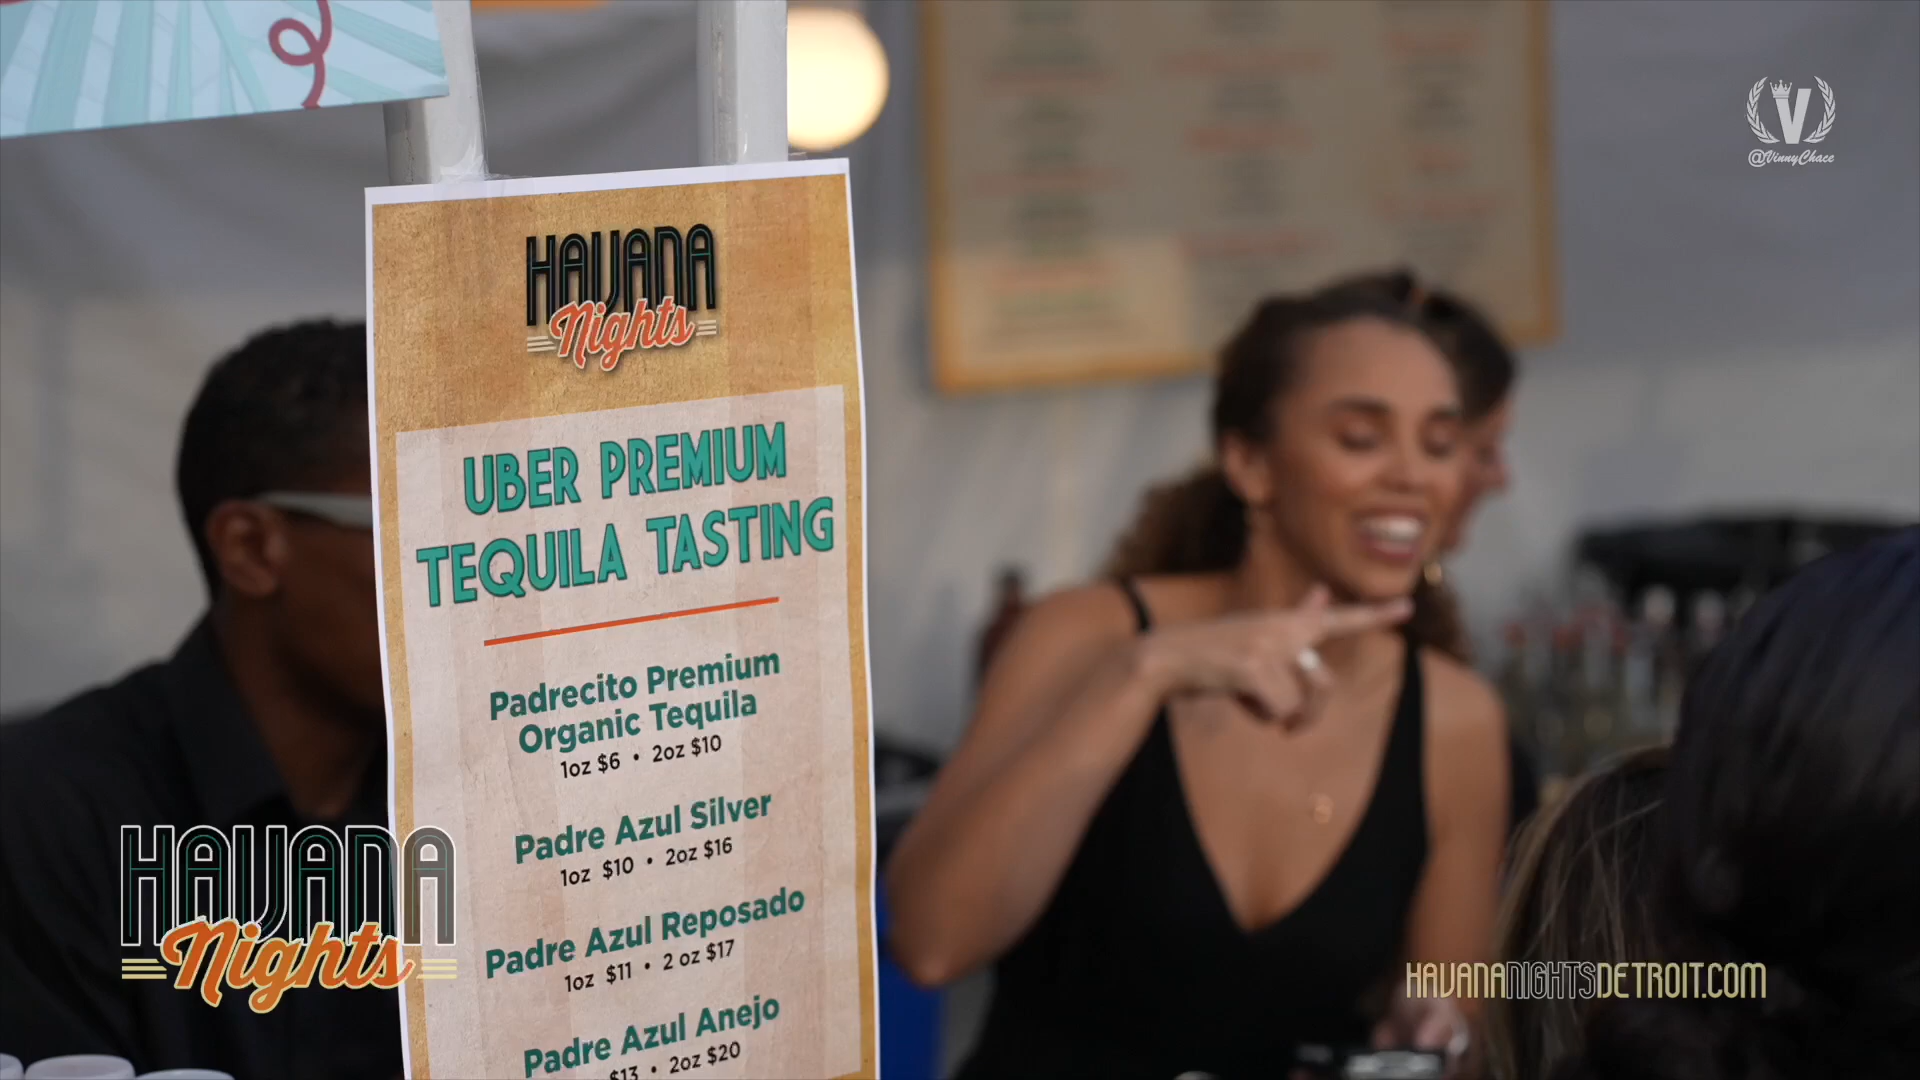 V
@VinnyChace
HAVANA
Nights
UBER PREMIUM
TEQUILA TASTING
Padrecito Premium
Organic Tequila
1oz $6 • 2oz $10
Padre Azul Silver
1oz $10 • 2oz $16
Padre Azul Reposado
1oz $11 • 2 oz $17
Padre Azul Anejo
$13 • 2oz $20
HAVANA
Nights
HAVANANIGHTSDETROIT.COM